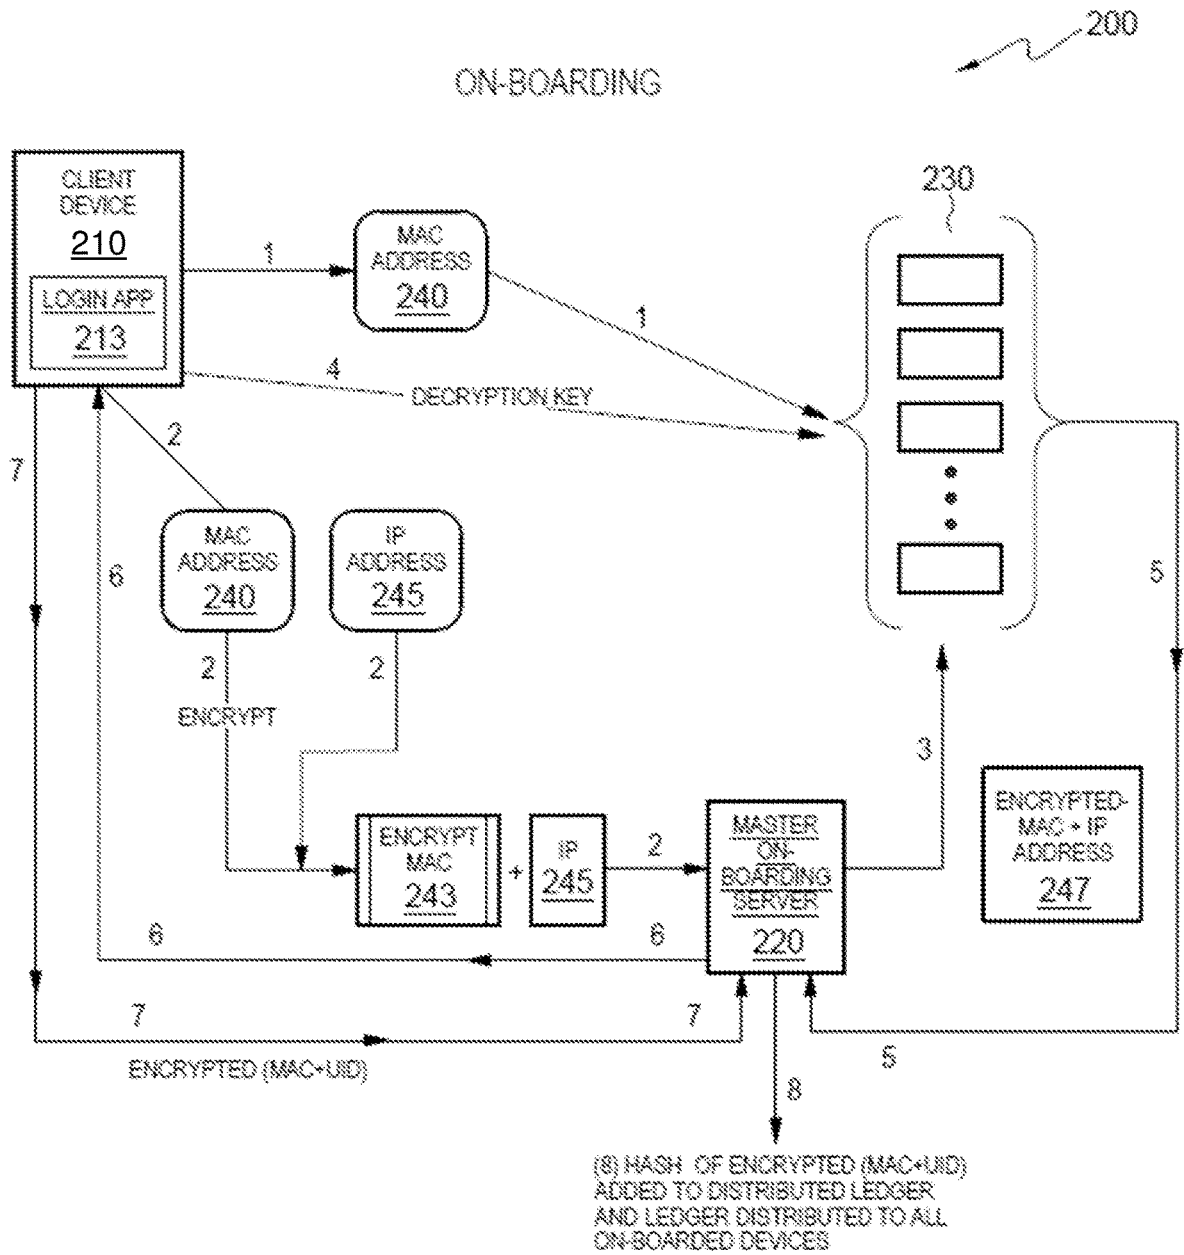 200
ON-BOARDING
CLIENT
DEVICE
210
LOGIN APP
213
1
MAC
ADDRESS
240
1
230
4
DECRYPTION KEY
2
7
MAC
ADDRESS
240
IP
ADDRESS
245
6
5
2
2
ENCRYPT
3
ENCRYPT
MAC
243
+
IP
245
2
MASTER
ON-
BOARDING
SERVER
220
ENCRYPTED-
MAC + IP
ADDRESS
247
6
6
7
7
5
ENCRYPTED (MAC+UID)
8
(8) HASH OF ENCRYPTED (MAC+UID)
ADDED TO DISTRIBUTED LEDGER
AND LEDGER DISTRIBUTED TO ALL
ON-BOARDED DEVICES